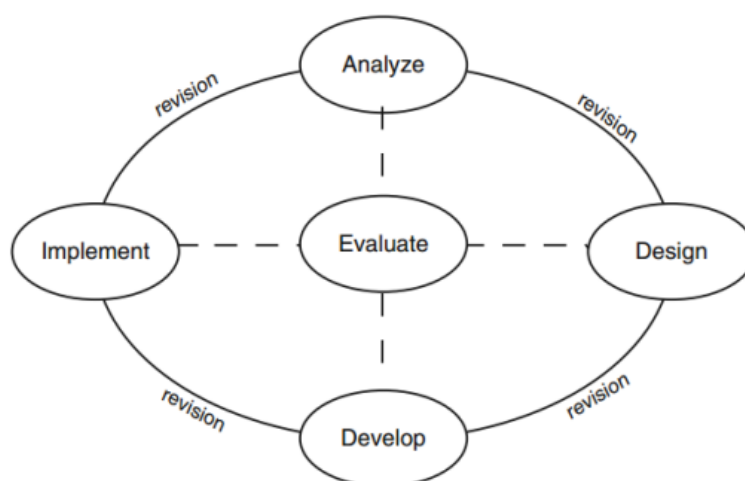 Analyze
revision
revision
Implement
Evaluate
Design
revision
revision
Develop